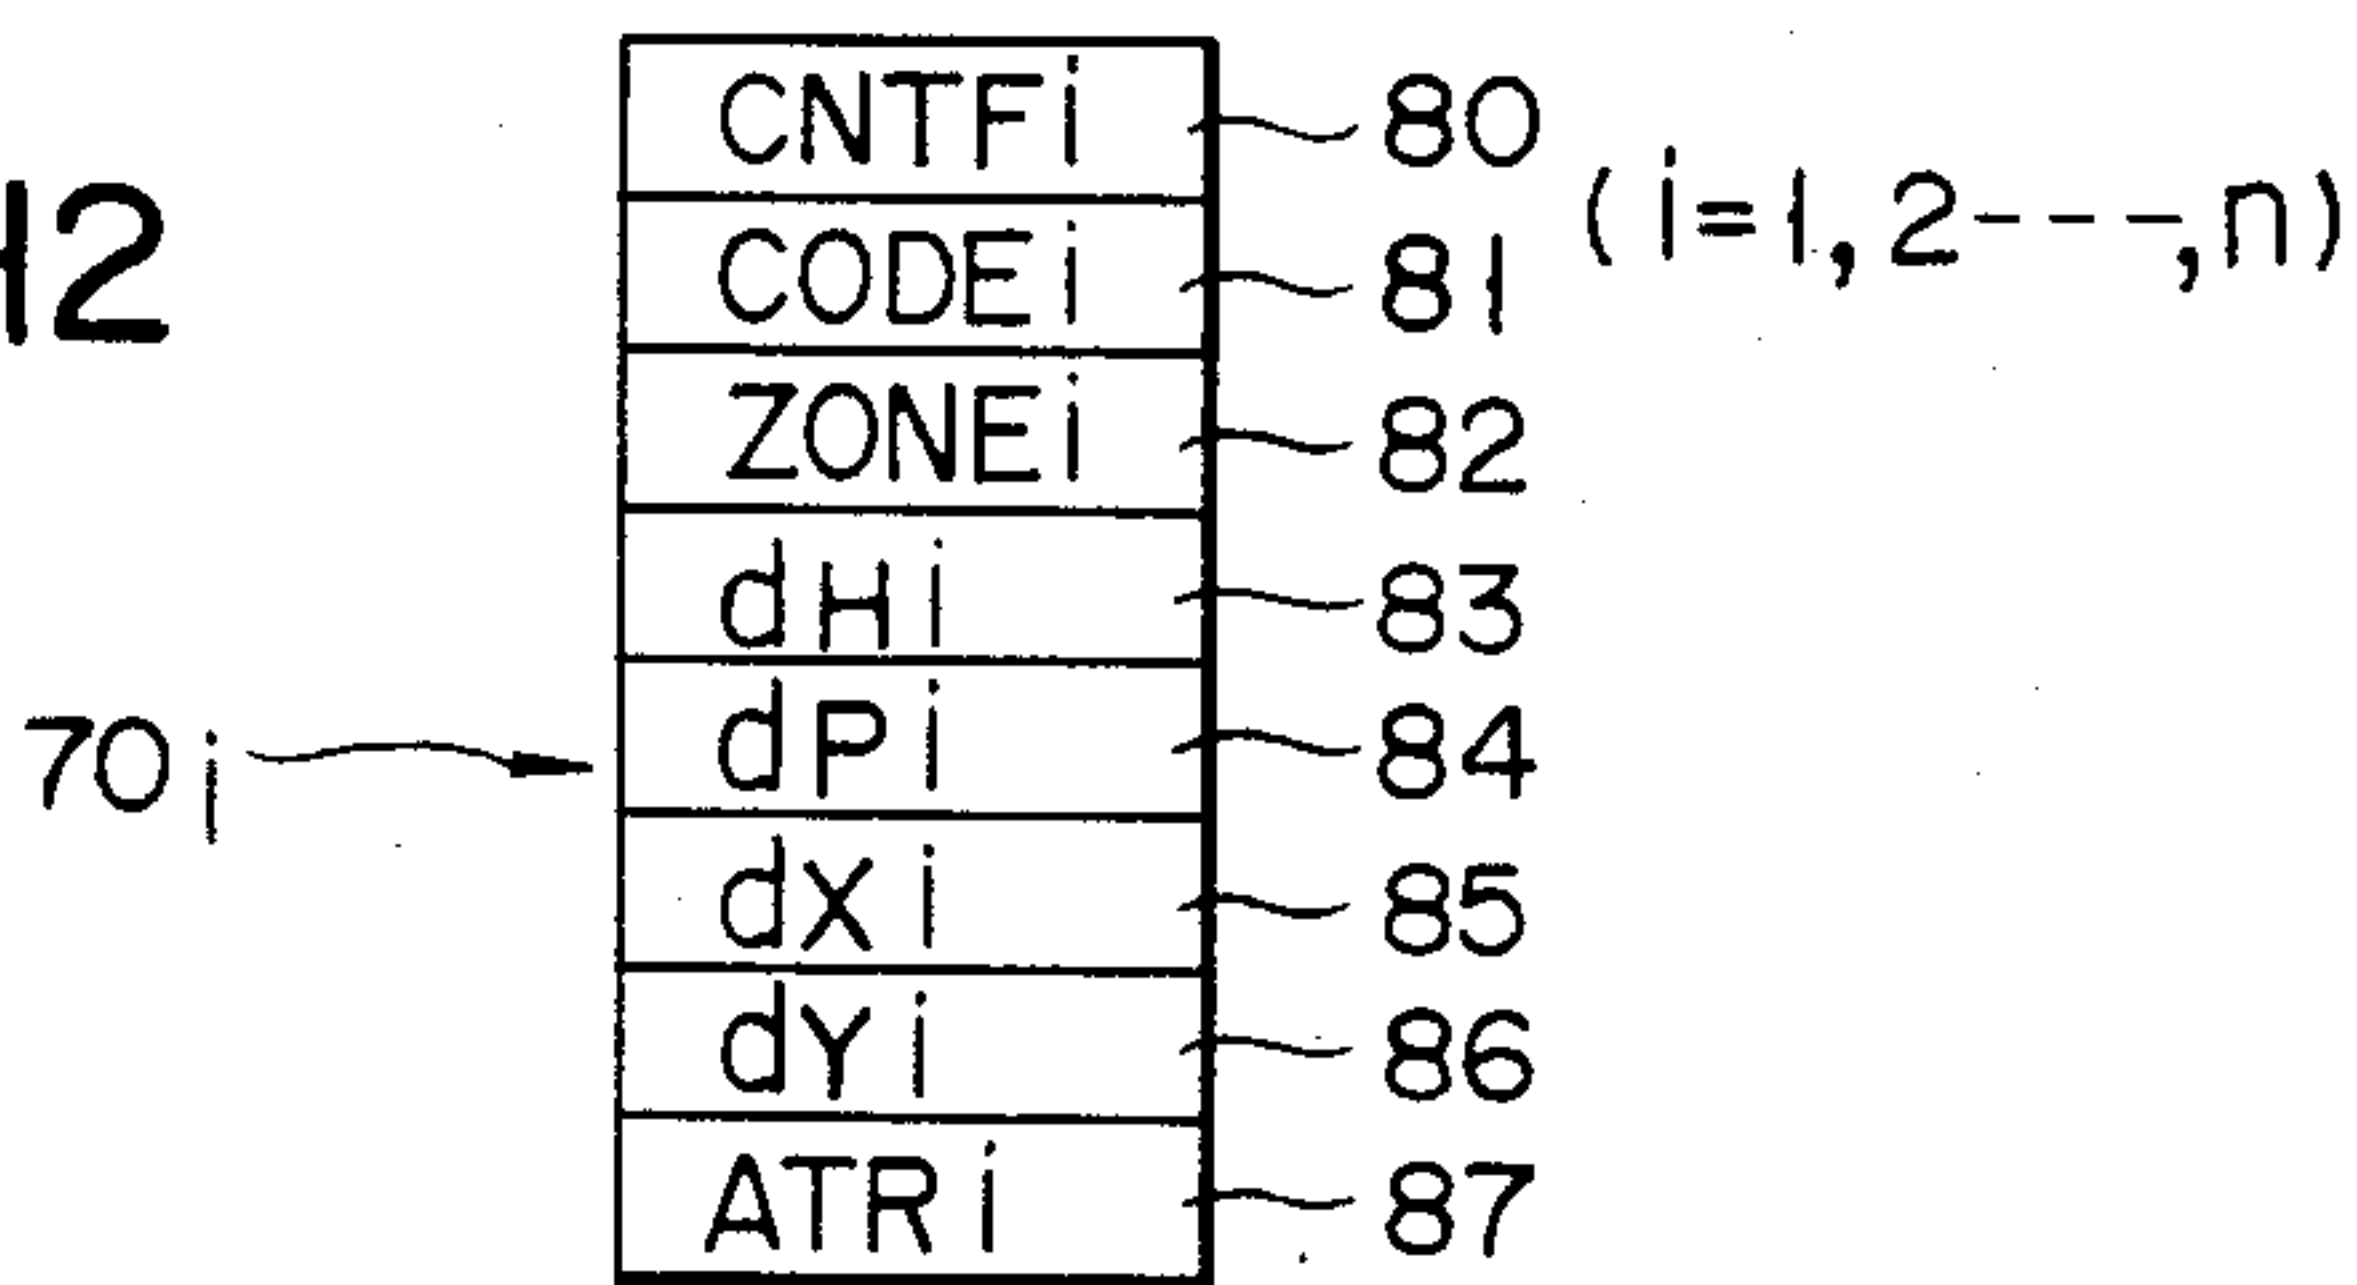 12
CNTFi 80
(i=1,2---,n)
CODEi 81
ZONEi 82
dHi 83
70i
dPi 84
dXi 85
dYi 86
ATRi 87